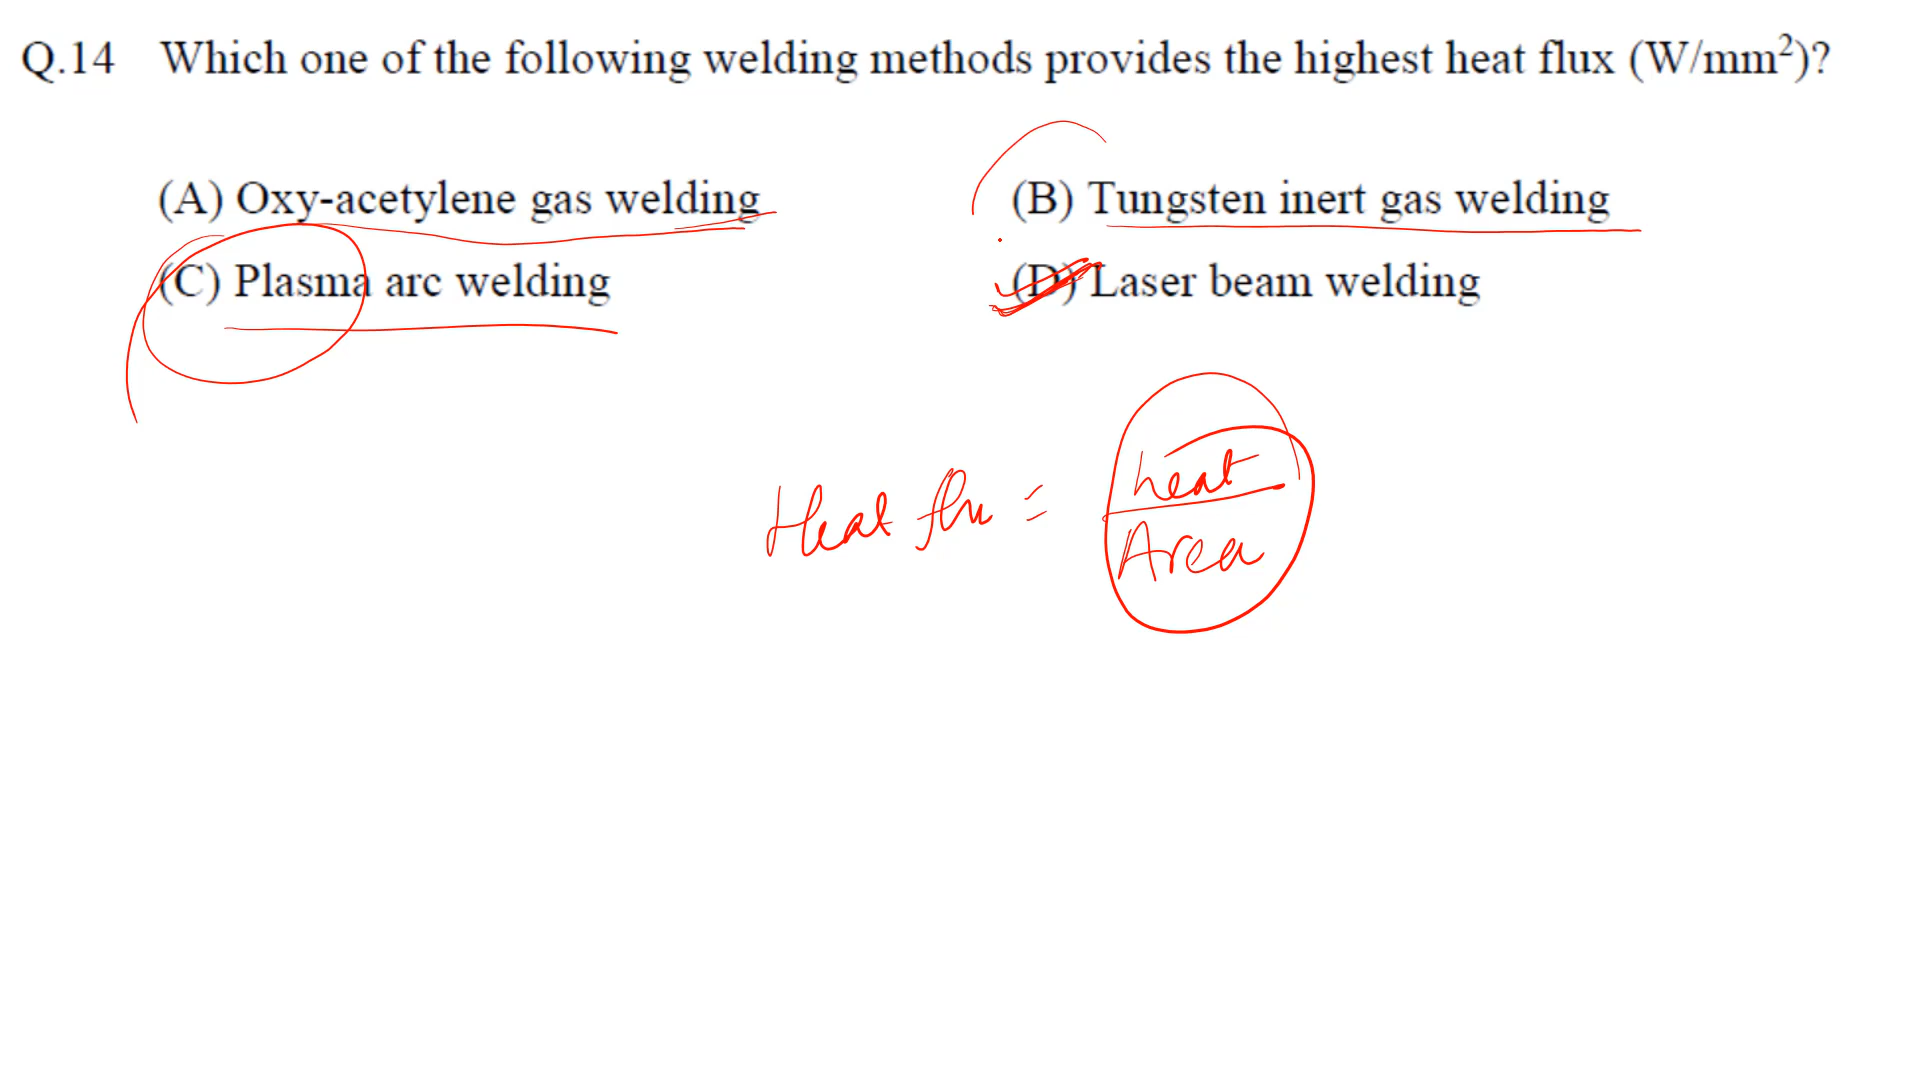 Q.14 Which one of the following welding methods provides the highest heat flux (W/mm²)?
(A) Oxy-acetylene gas welding (B) Tungsten inert gas welding
(C) Plasma arc welding (D) Laser beam welding
Heat flu = heat
Area